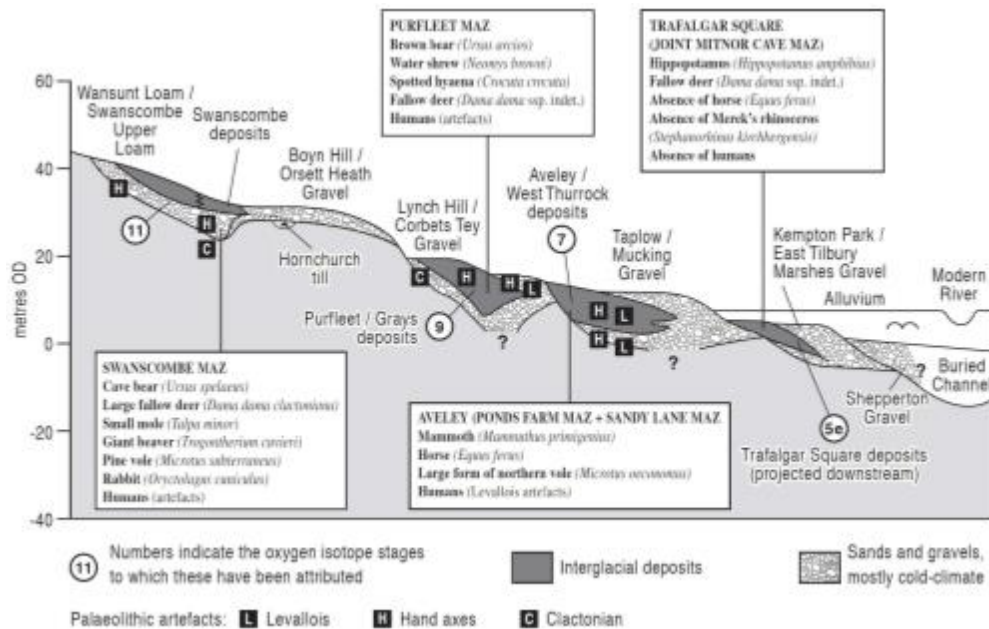 PURFLEET MAZ
Brown bear (Ursus arctos)
Water shrew (Neomys browni)
Spotted hyaena (Crocuta crocuta)
Fallow deer (Dama dama ssp. indet.)
Humans (artefacts)
TRAFALGAR SQUARE
(JOINT MITNOR CAVE MAZ)
Hippopotamus (Hippopotamus amphibius)
Fallow deer (Dama dama ssp. indet.)
Absence of horse (Equus ferus)
Absence of Merck's rhinoceros
(Stephanorhinus kirchbergensis)
Absence of humans
60
40
20
0
-20
-40
metres OD
Wansunt Loam /
Swanscombe
Upper
Loam
Swanscombe
deposits
Boyn Hill /
Orsett Heath
Gravel
Hornchurch
till
Lynch Hill /
Corbets Tey
Gravel
Purfleet / Grays
deposits
Aveley /
West Thurrock
deposits
Taplow /
Mucking
Gravel
Kempton Park /
East Tilbury
Marshes Gravel
Alluvium
Modern
River
Buried
Channel
Shepperton
Gravel
Trafalgar Square deposits
(projected downstream)
H
11
H
C
C
H
H
L
9
?
7
H
L
H
L
?
5e
?
SWANSCOMBE MAZ
Cave bear (Ursus spelaeus)
Large fallow deer (Dama dama clactoniana)
Small mole (Talpa minor)
Giant beaver (Trogontherium cuvieri)
Pine vole (Microtus subterraneus)
Rabbit (Oryctolagus cuniculus)
Humans (artefacts)
AVELEY (PONDS FARM MAZ + SANDY LANE MAZ
Mammoth (Mammuthus primigenius)
Horse (Equus ferus)
Large form of northern vole (Microtus oeconomus)
Humans (Levallois artefacts)
11
Numbers indicate the oxygen isotope stages
to which these have been attributed
Interglacial deposits
Sands and gravels,
mostly cold-climate
Palaeolithic artefacts: L Levallois H Hand axes C Clactonian